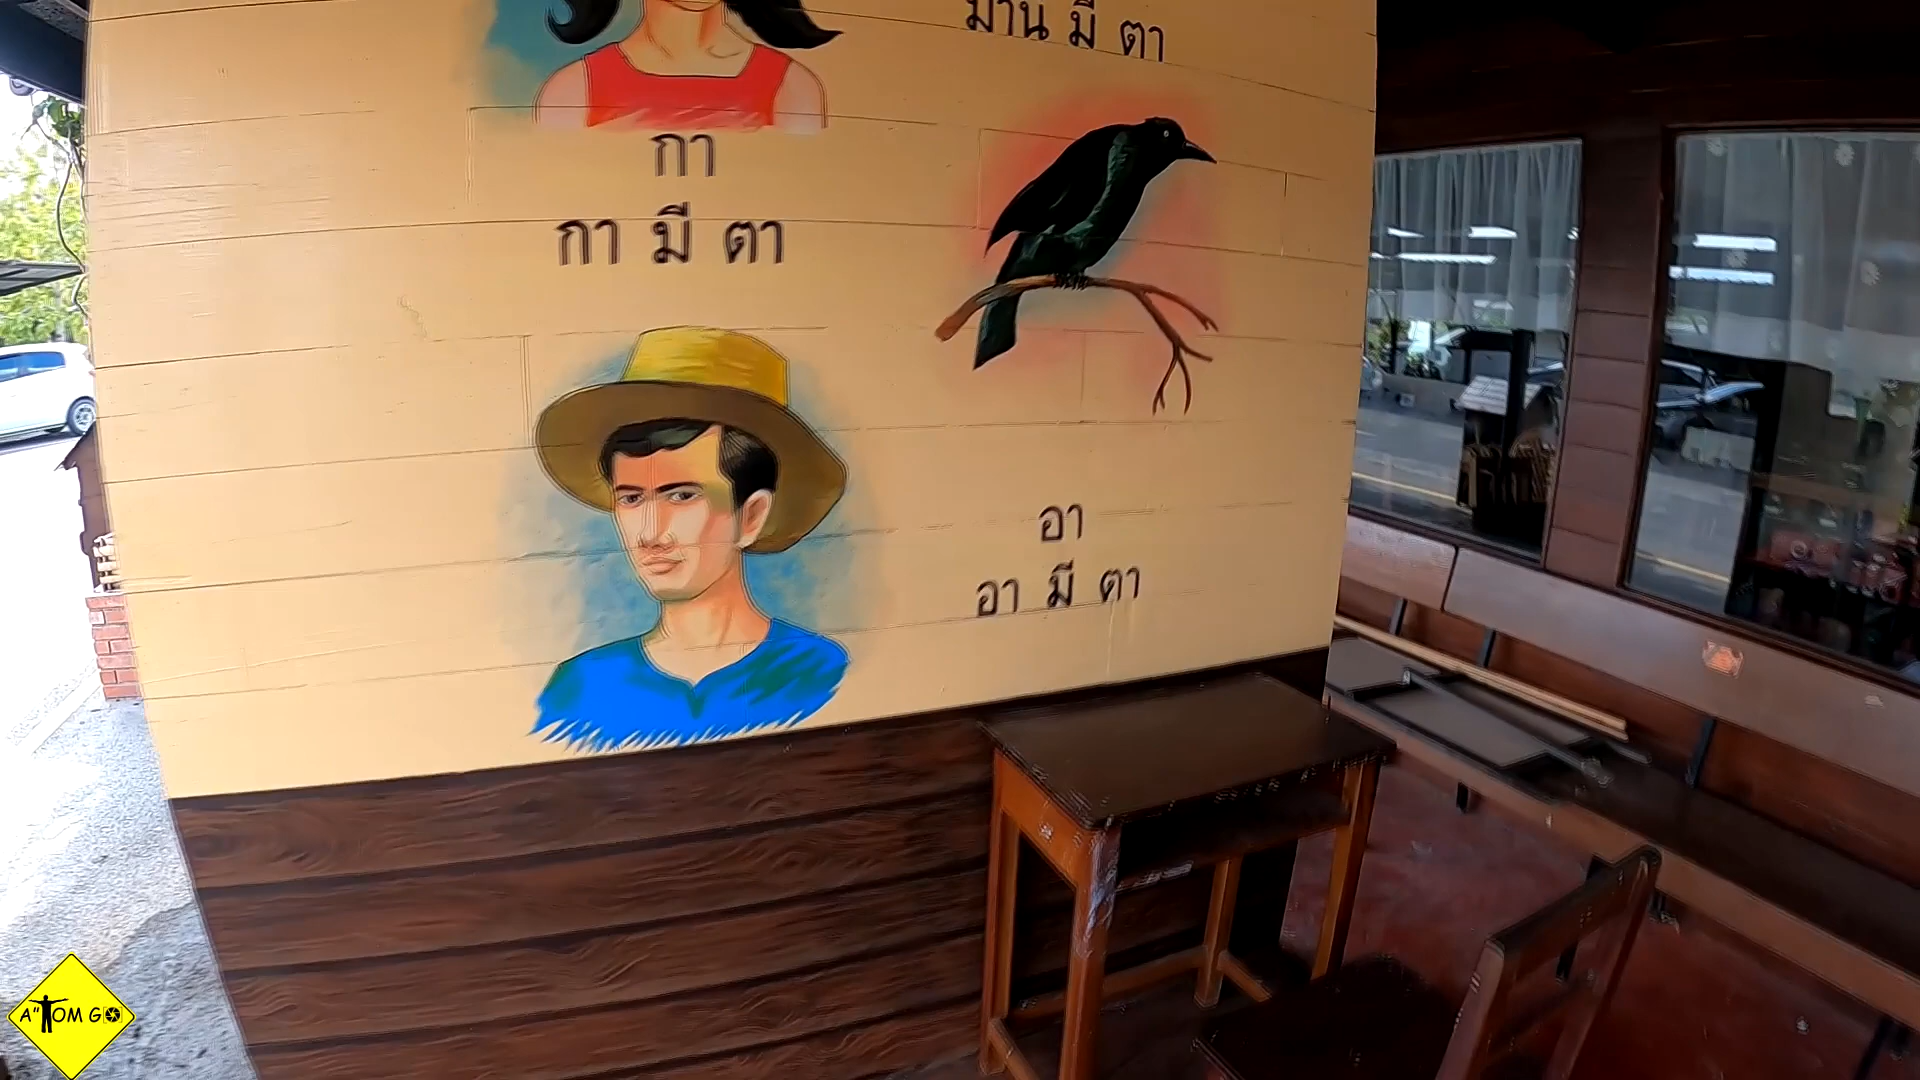 มานี มี ตา
กา
กา มี ตา
อา
อา มี ตา
A"TOM GO